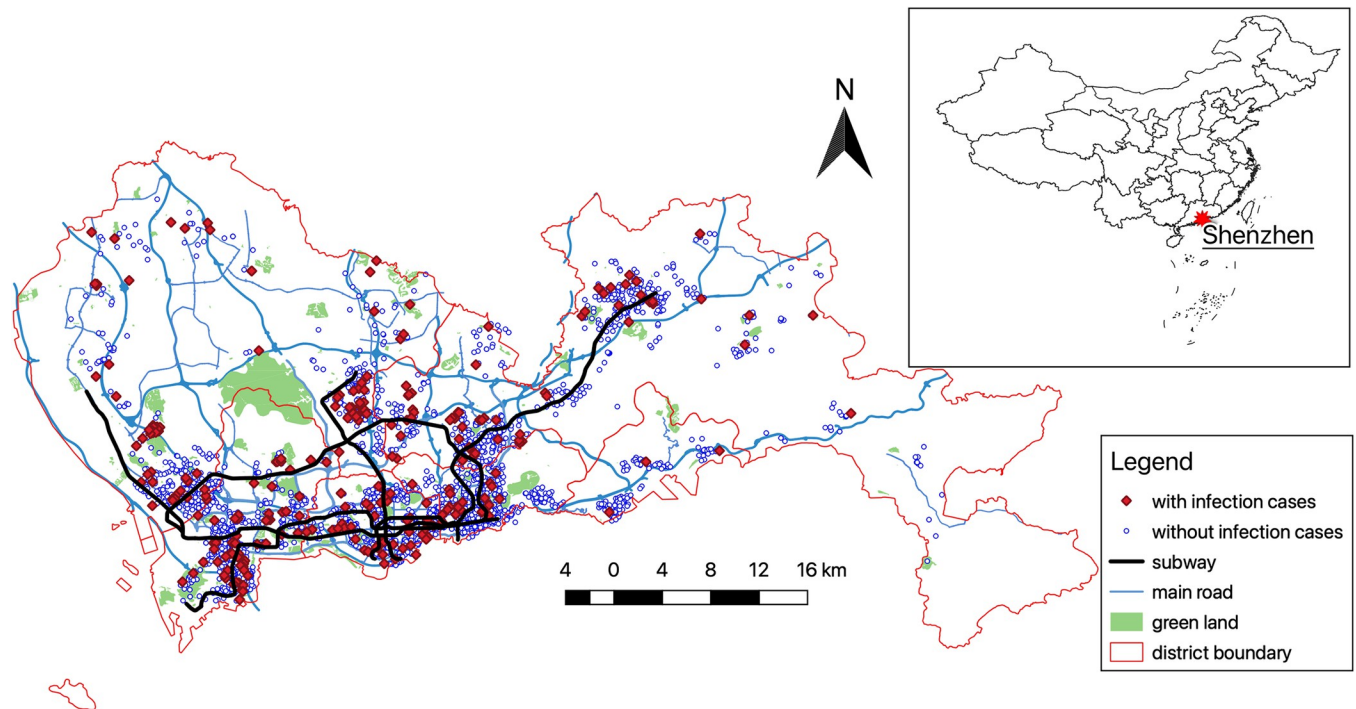 N
Shenzhen
4 0 4 8 12 16 km
Legend
with infection cases
without infection cases
subway
main road
green land
district boundary